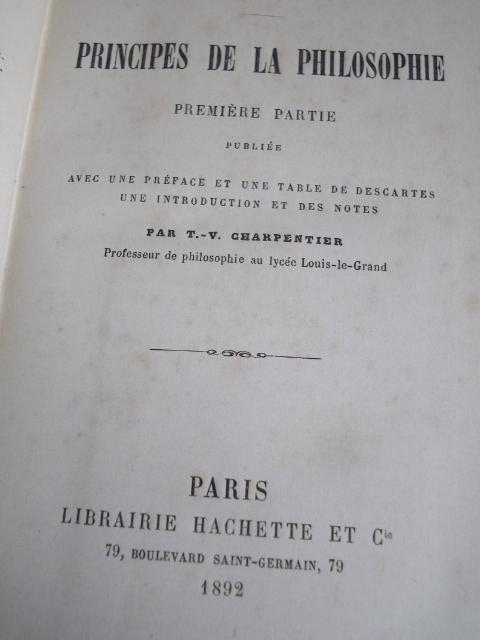 PRINCIPES DE LA PHILOSOPHIE
PREMIÈRE PARTIE
PUBLIÉE
AVEC UNE PRÉFACE ET UNE TABLE DE DESCARTES
UNE INTRODUCTION ET DES NOTES
PAR T.-V. CHARPENTIER
Professeur de philosophie au lycée Louis-le-Grand
PARIS
LIBRAIRIE HACHETTE ET Cie
79, BOULEVARD SAINT-GERMAIN, 79
1892